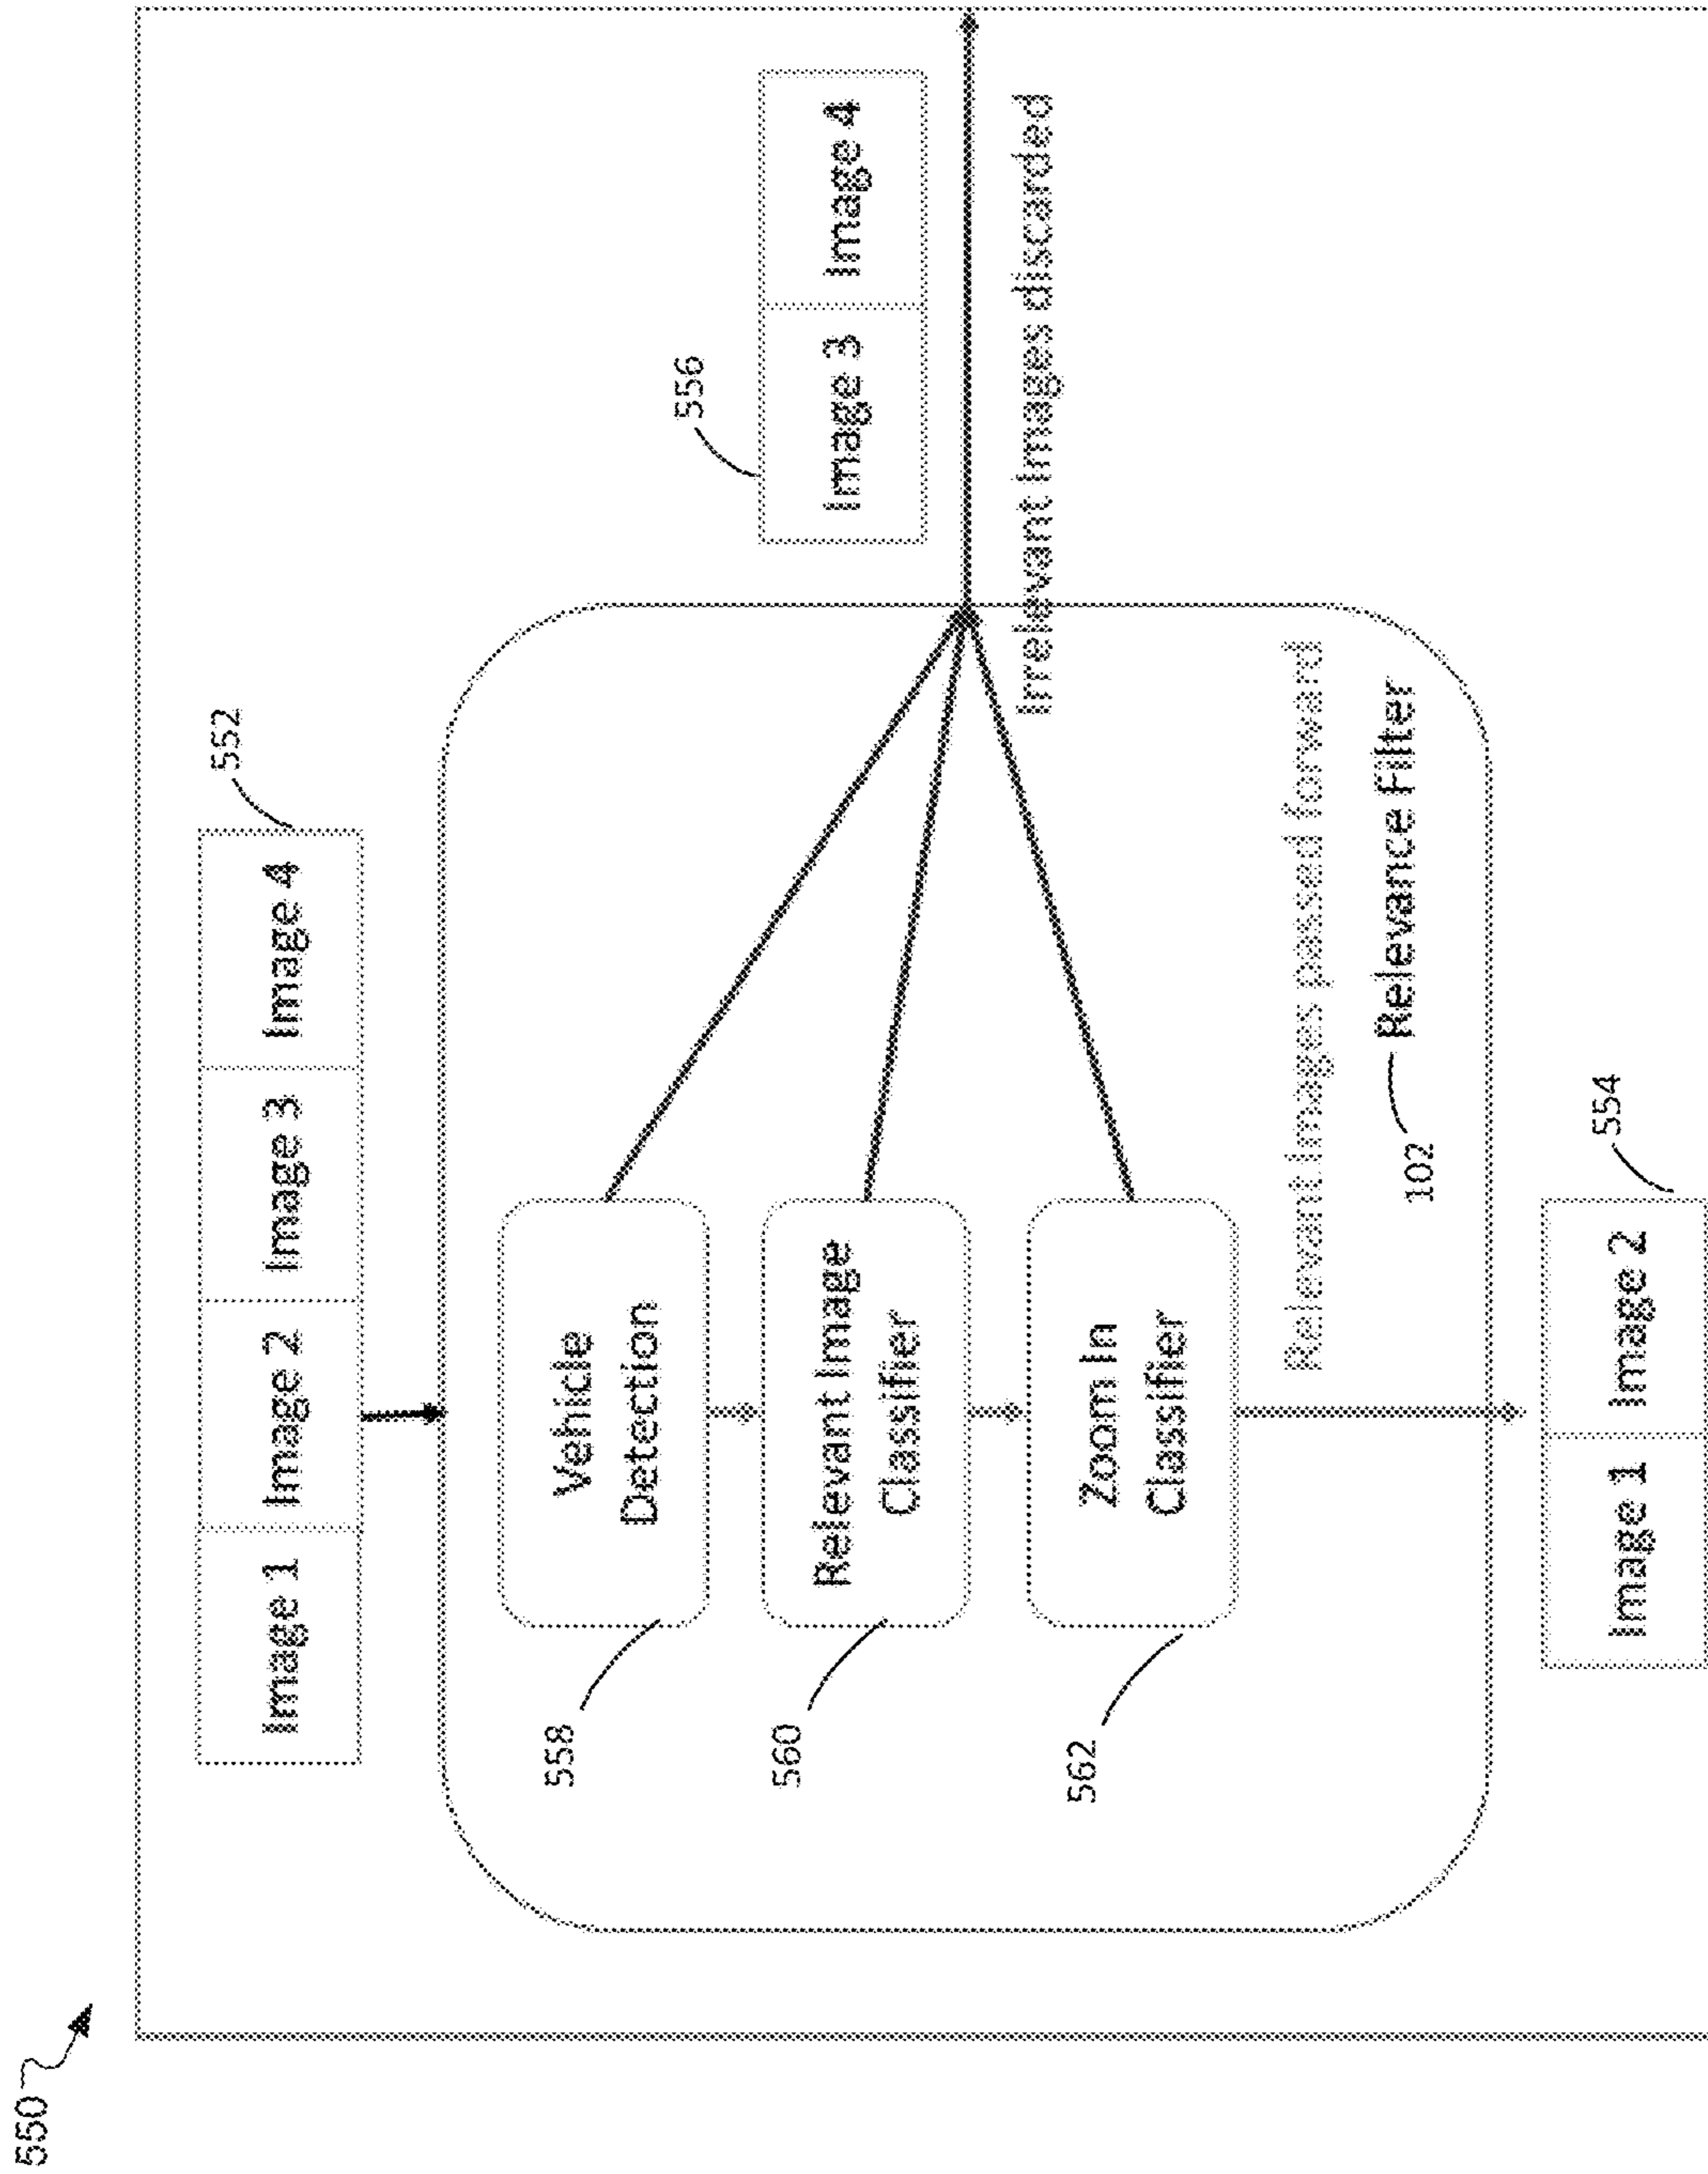 550
552
Image 1
Image 2
Image 3
Image 4
558
Vehicle
Detection
560
Relevant Image
Classifier
562
Zoom In
Classifier
556
Image 3
Image 4
Irrelevant Images discarded
Relevant Images passed forward
102
Relevance Filter
554
Image 1
Image 2